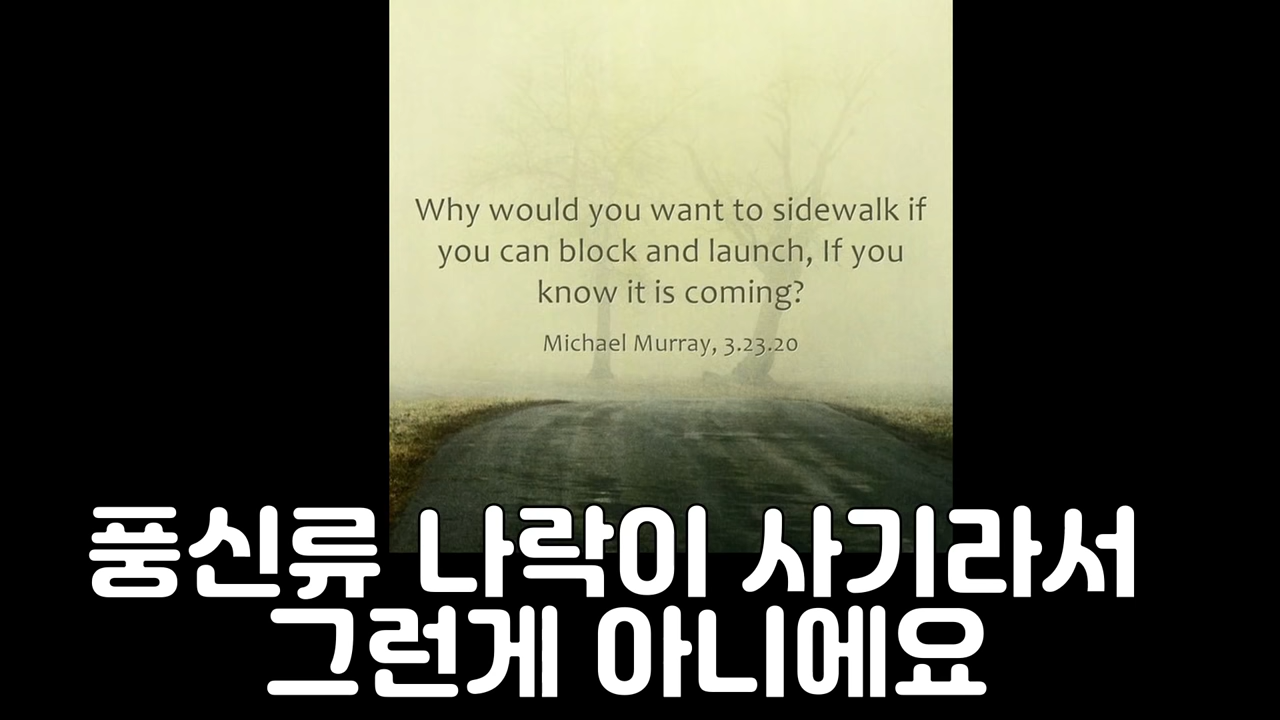 Why would you want to sidewalk if
you can block and launch, If you
know it is coming?
Michael Murray, 3.23.20
풍신류 나락이 사기라서
그런게 아니에요